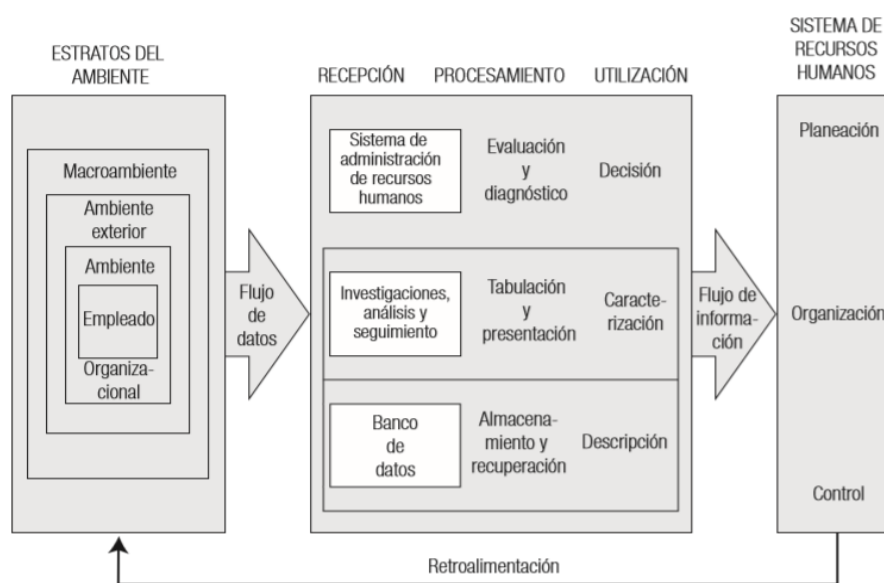 ESTRATOS DEL
AMBIENTE
Macroambiente
Ambiente
exterior
Ambiente
Empleado
Organiza-
cional
Flujo
de
datos
RECEPCIÓN PROCESAMIENTO UTILIZACIÓN
Sistema de
administración
de recursos
humanos
Evaluación
y
diagnóstico
Decisión
Investigaciones,
análisis y
seguimiento
Tabulación
y
presentación
Caracte-
rización
Banco
de
datos
Almacena-
miento y
recuperación
Descripción
Flujo de
informa-
ción
SISTEMA DE
RECURSOS
HUMANOS
Planeación
Organización
Control
Retroalimentación